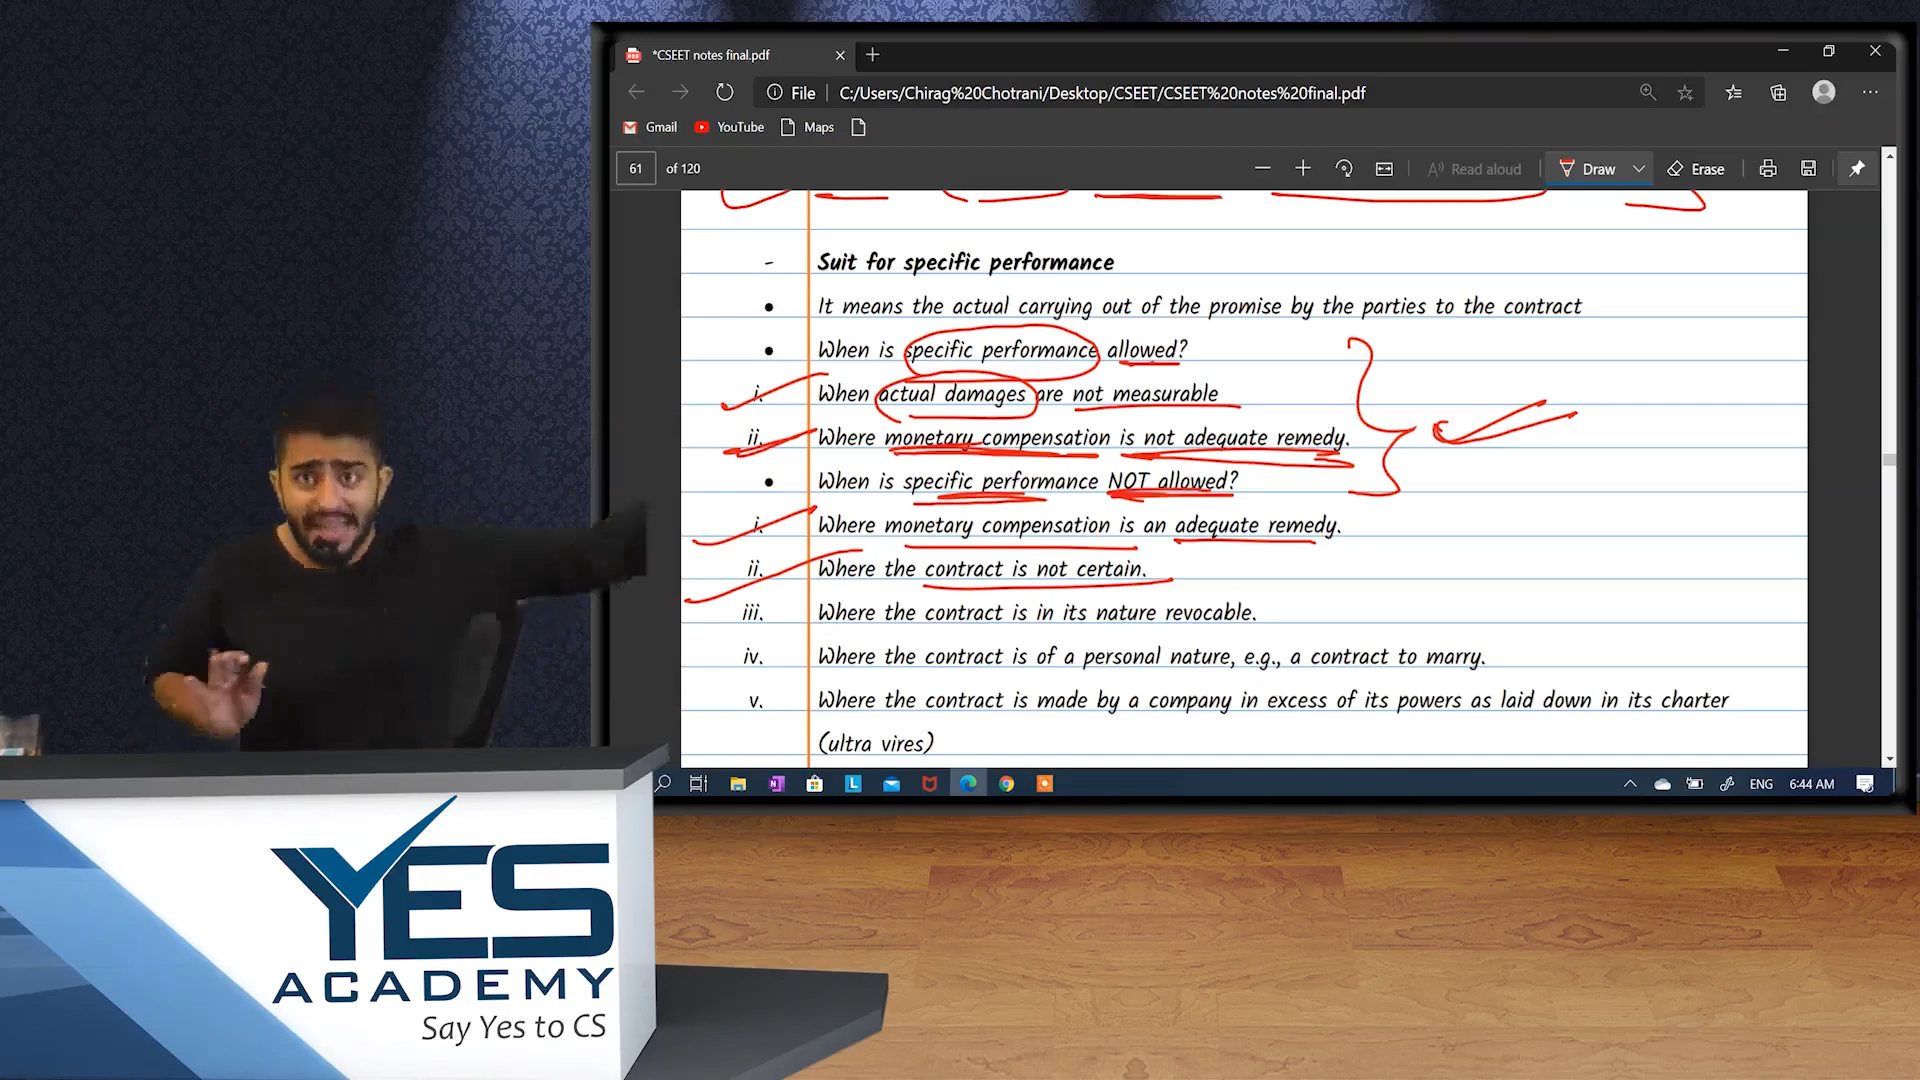 *CSEET notes final.pdf
File | C:/Users/Chirag%20Chotrani/Desktop/CSEET/CSEET%20notes%20final.pdf
Gmail YouTube Maps
61 of 120 Read aloud Draw Erase
- Suit for specific performance
• It means the actual carrying out of the promise by the parties to the contract
• When is specific performance allowed?
i. When actual damages are not measurable
ii. Where monetary compensation is not adequate remedy.
• When is specific performance NOT allowed?
i. Where monetary compensation is an adequate remedy.
ii. Where the contract is not certain.
iii. Where the contract is in its nature revocable.
iv. Where the contract is of a personal nature, e.g., a contract to marry.
v. Where the contract is made by a company in excess of its powers as laid down in its charter
(ultra vires)
ENG 6:44 AM
YES
ACADEMY
Say Yes to CS